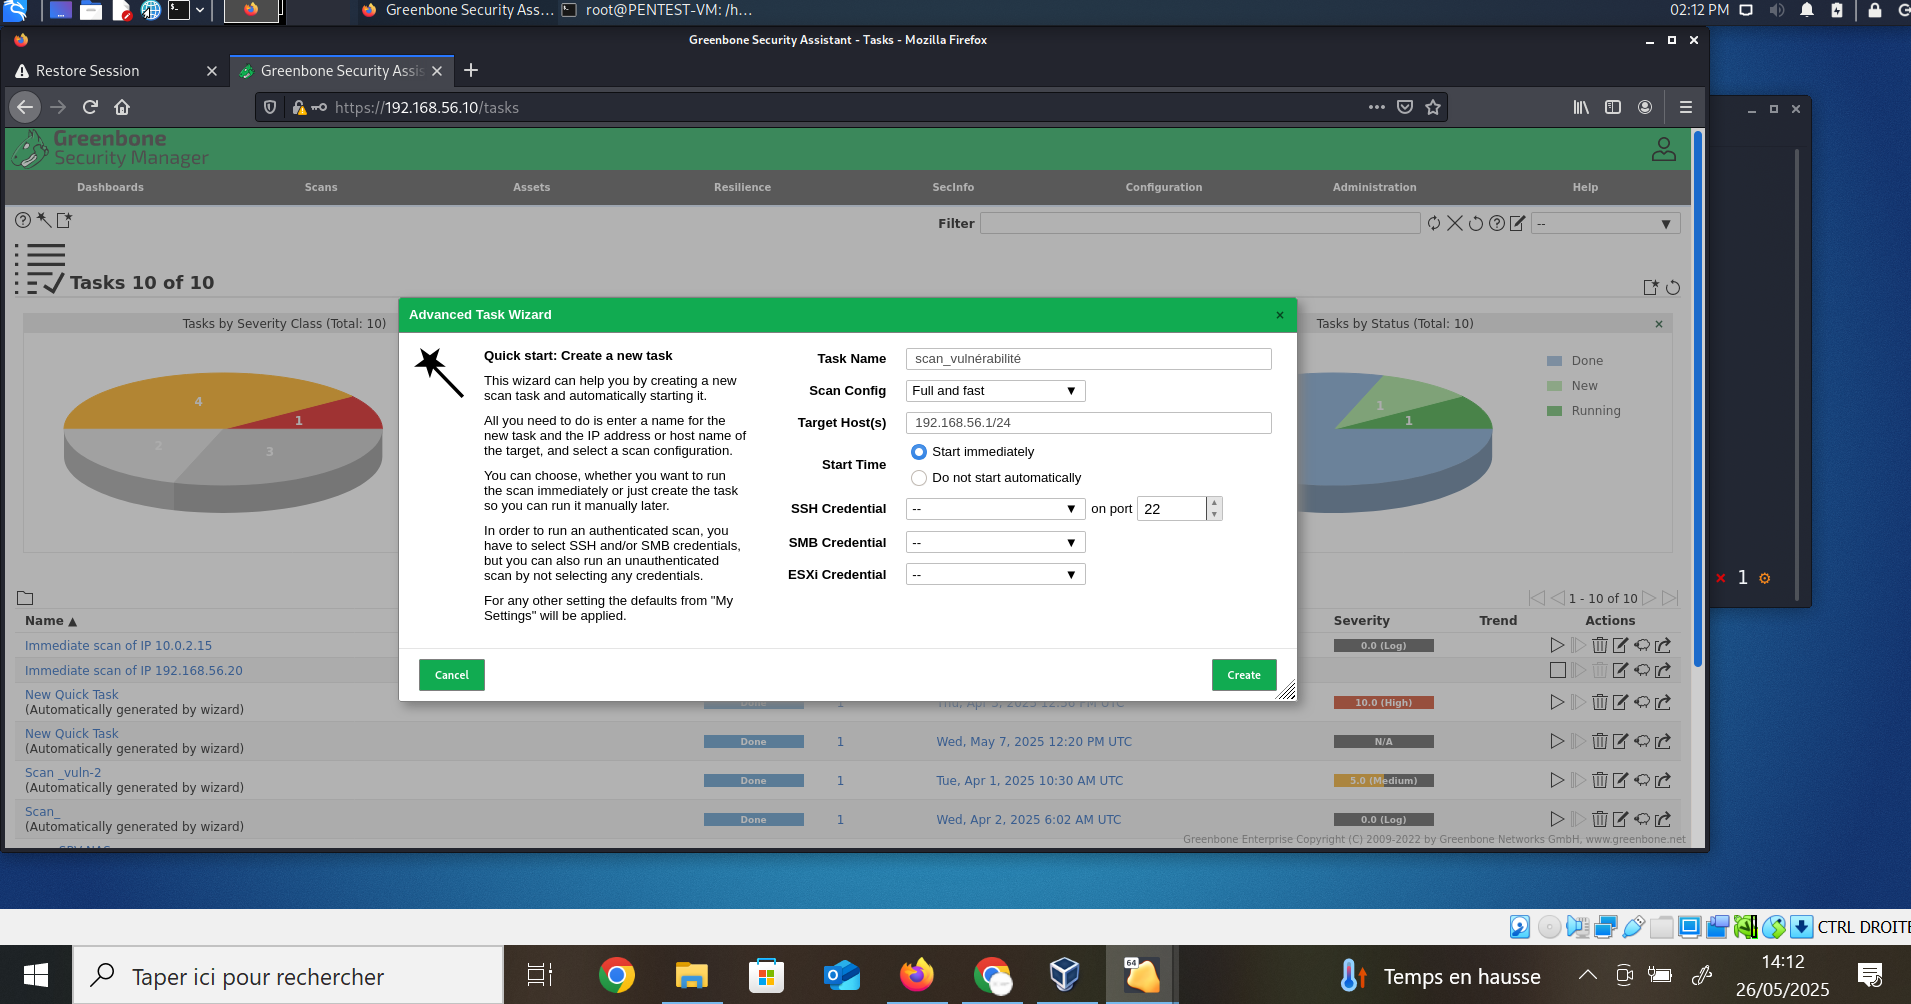 Greenbone Security Ass...
root@PENTEST-VM: /h...
02:12 PM
Greenbone Security Assistant - Tasks - Mozilla Firefox
Restore Session
Greenbone Security Assis
https://192.168.56.10/tasks
Greenbone
Security Manager
Dashboards
Scans
Assets
Resilience
SecInfo
Configuration
Administration
Help
Filter
--
Tasks 10 of 10
Tasks by Severity Class (Total: 10)
4
1
2
3
Tasks by Status (Total: 10)
Done
New
Running
1
1
Advanced Task Wizard
Quick start: Create a new task
This wizard can help you by creating a new
scan task and automatically starting it.
All you need to do is enter a name for the
new task and the IP address or host name of
the target, and select a scan configuration.
You can choose, whether you want to run
the scan immediately or just create the task
so you can run it manually later.
In order to run an authenticated scan, you
have to select SSH and/or SMB credentials,
but you can also run an unauthenticated
scan by not selecting any credentials.
For any other setting the defaults from "My
Settings" will be applied.
Task Name
scan_vulnérabilité
Scan Config
Full and fast
Target Host(s)
192.168.56.1/24
Start Time
Start immediately
Do not start automatically
SSH Credential
--
on port
22
SMB Credential
--
ESXi Credential
--
Cancel
Create
1
1 - 10 of 10
Name
Severity
Trend
Actions
Immediate scan of IP 10.0.2.15
0.0 (Log)
Immediate scan of IP 192.168.56.20
New Quick Task
(Automatically generated by wizard)
Done
1
10.0 (High)
New Quick Task
(Automatically generated by wizard)
Done
1
Wed, May 7, 2025 12:20 PM UTC
N/A
Scan _vuln-2
(Automatically generated by wizard)
Done
1
Tue, Apr 1, 2025 10:30 AM UTC
5.0 (Medium)
Scan_
(Automatically generated by wizard)
Done
1
Wed, Apr 2, 2025 6:02 AM UTC
0.0 (Log)
Greenbone Enterprise Copyright (C) 2009-2022 by Greenbone Networks GmbH, www.greenbone.net
CTRL DROITE
Taper ici pour rechercher
64
Temps en hausse
14:12
26/05/2025